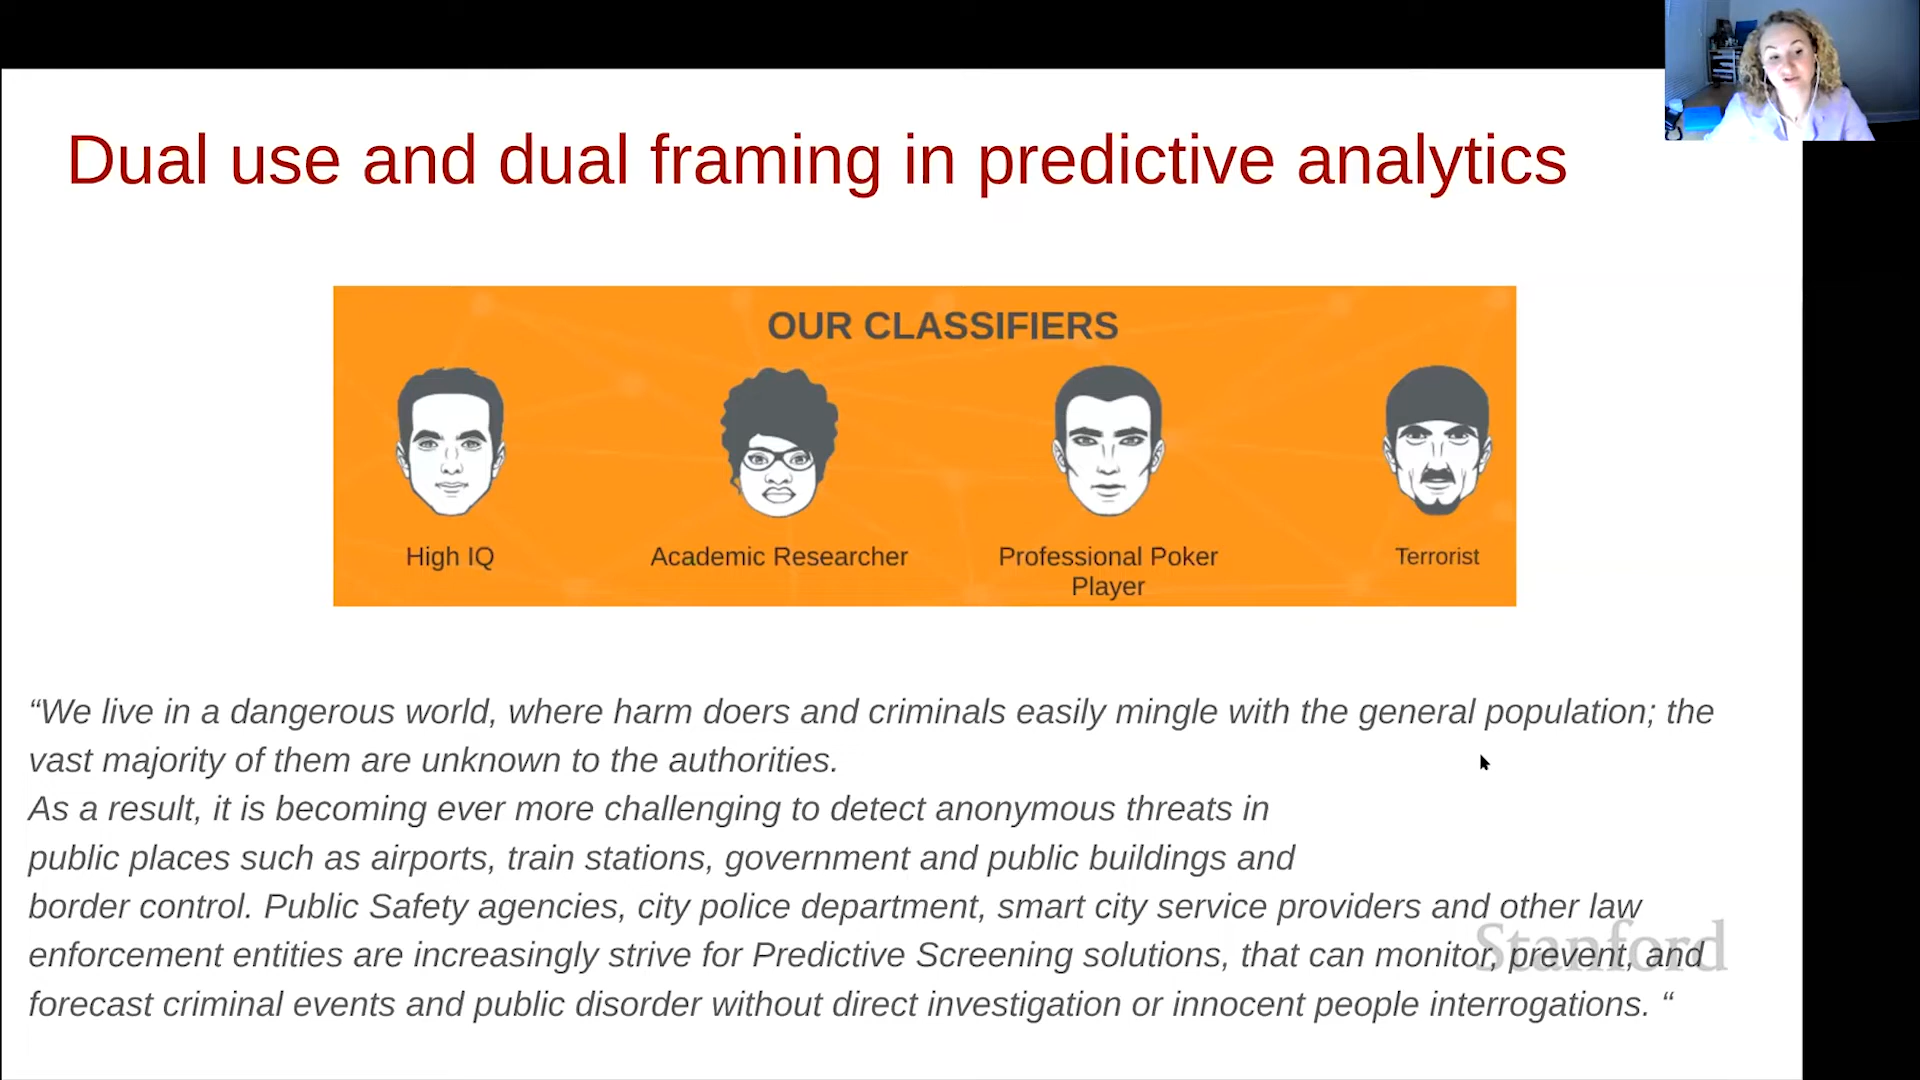 Dual use and dual framing in predictive analytics
OUR CLASSIFIERS
High IQ
Academic Researcher
Professional Poker
Player
Terrorist
“We live in a dangerous world, where harm doers and criminals easily mingle with the general population; the
vast majority of them are unknown to the authorities.
As a result, it is becoming ever more challenging to detect anonymous threats in
public places such as airports, train stations, government and public buildings and
border control. Public Safety agencies, city police department, smart city service providers and other law
enforcement entities are increasingly strive for Predictive Screening solutions, that can monitor, prevent, and
forecast criminal events and public disorder without direct investigation or innocent people interrogations. “
Stanford